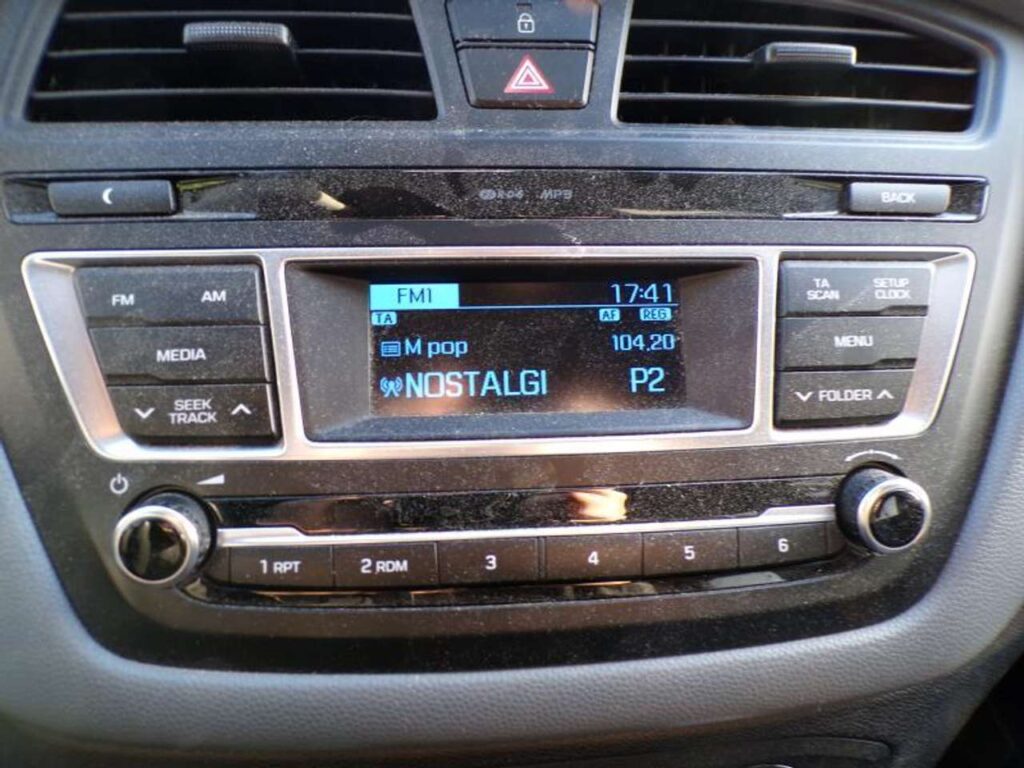 MP3
BACK
FM AM
MEDIA
SEEK
TRACK
FM1 17:41
TA AF REG
M pop 104.20
NOSTALGI P2
TA
SCAN
SETUP
CLOCK
MENU
FOLDER
1 RPT 2 RDM 3 4 5 6